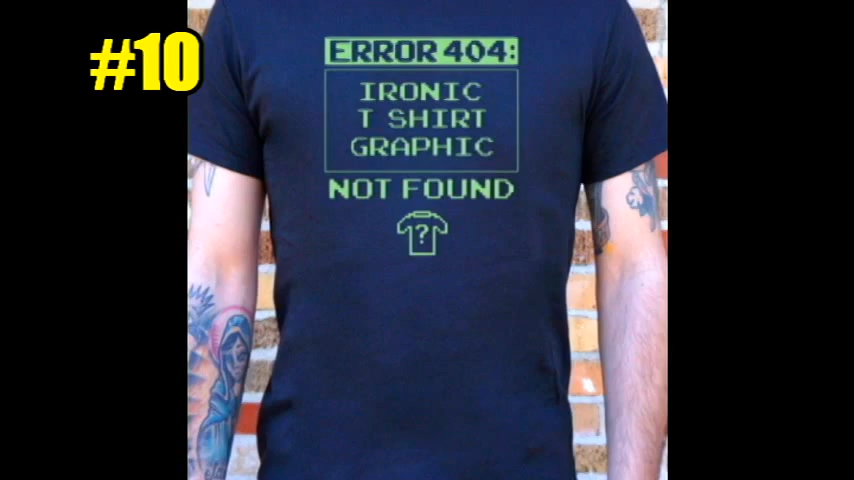 #10
ERROR 404:
IRONIC
T SHIRT
GRAPHIC
NOT FOUND
?